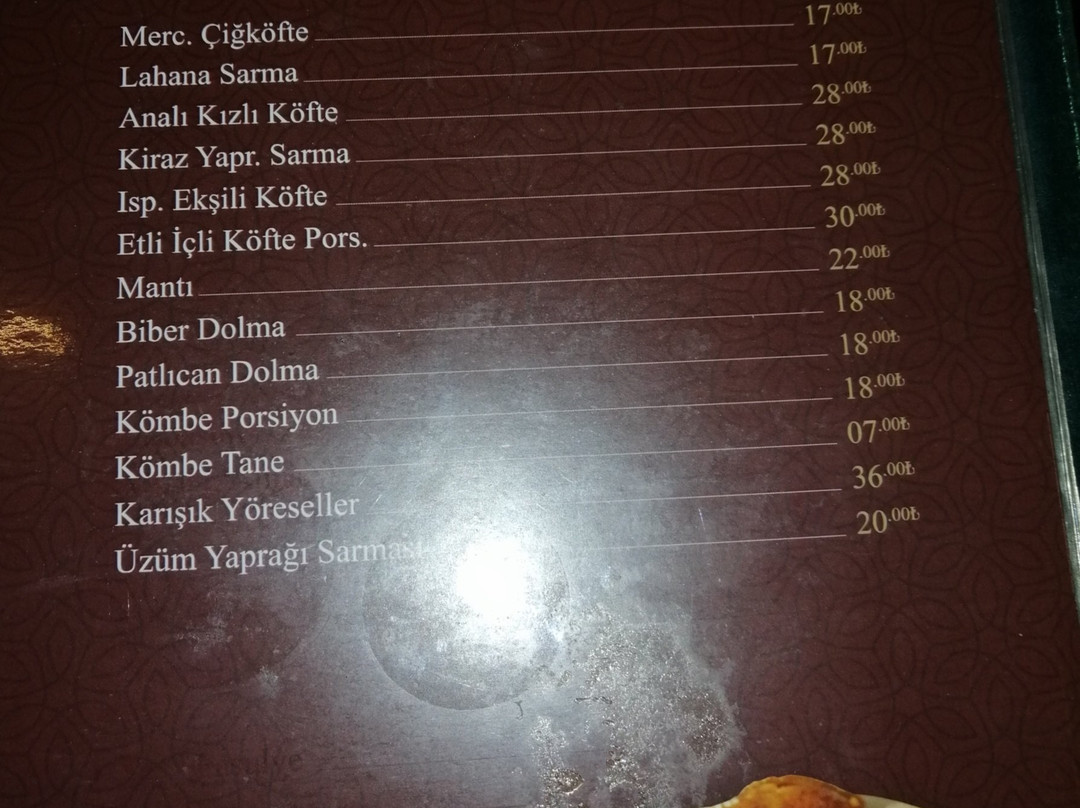 Merc. Çiğköfte 17.00₺
Lahana Sarma 17.00₺
Analı Kızlı Köfte 28.00₺
Kiraz Yapr. Sarma 28.00₺
Isp. Ekşili Köfte 28.00₺
Etli İçli Köfte Pors. 30.00₺
Mantı 22.00₺
Biber Dolma 18.00₺
Patlıcan Dolma 18.00₺
Kömbe Porsiyon 18.00₺
Kömbe Tane 07.00₺
Karışık Yöreseller 36.00₺
Üzüm Yaprağı Sarması 20.00₺